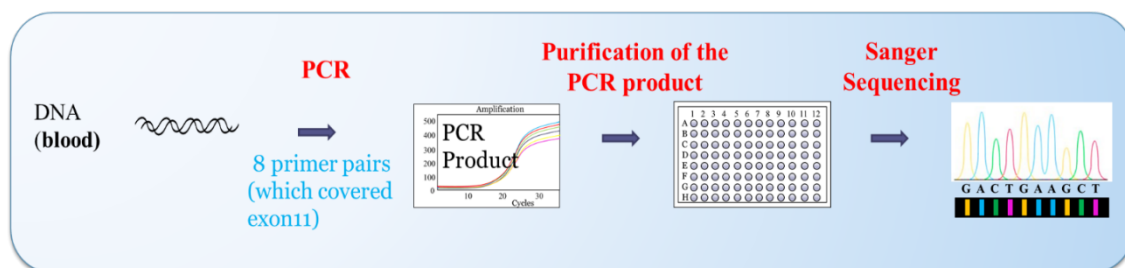 DNA
(blood)
PCR
8 primer pairs
(which covered
exon11)
Amplification
500
400
300
200
100
0
PCR
Product
10
20
30
Cycles
Purification of the
PCR product
1 2 3 4 5 6 7 8 9 10 11 12
A
B
C
D
E
F
G
H
Sanger
Sequencing
G A C T G A A G C T